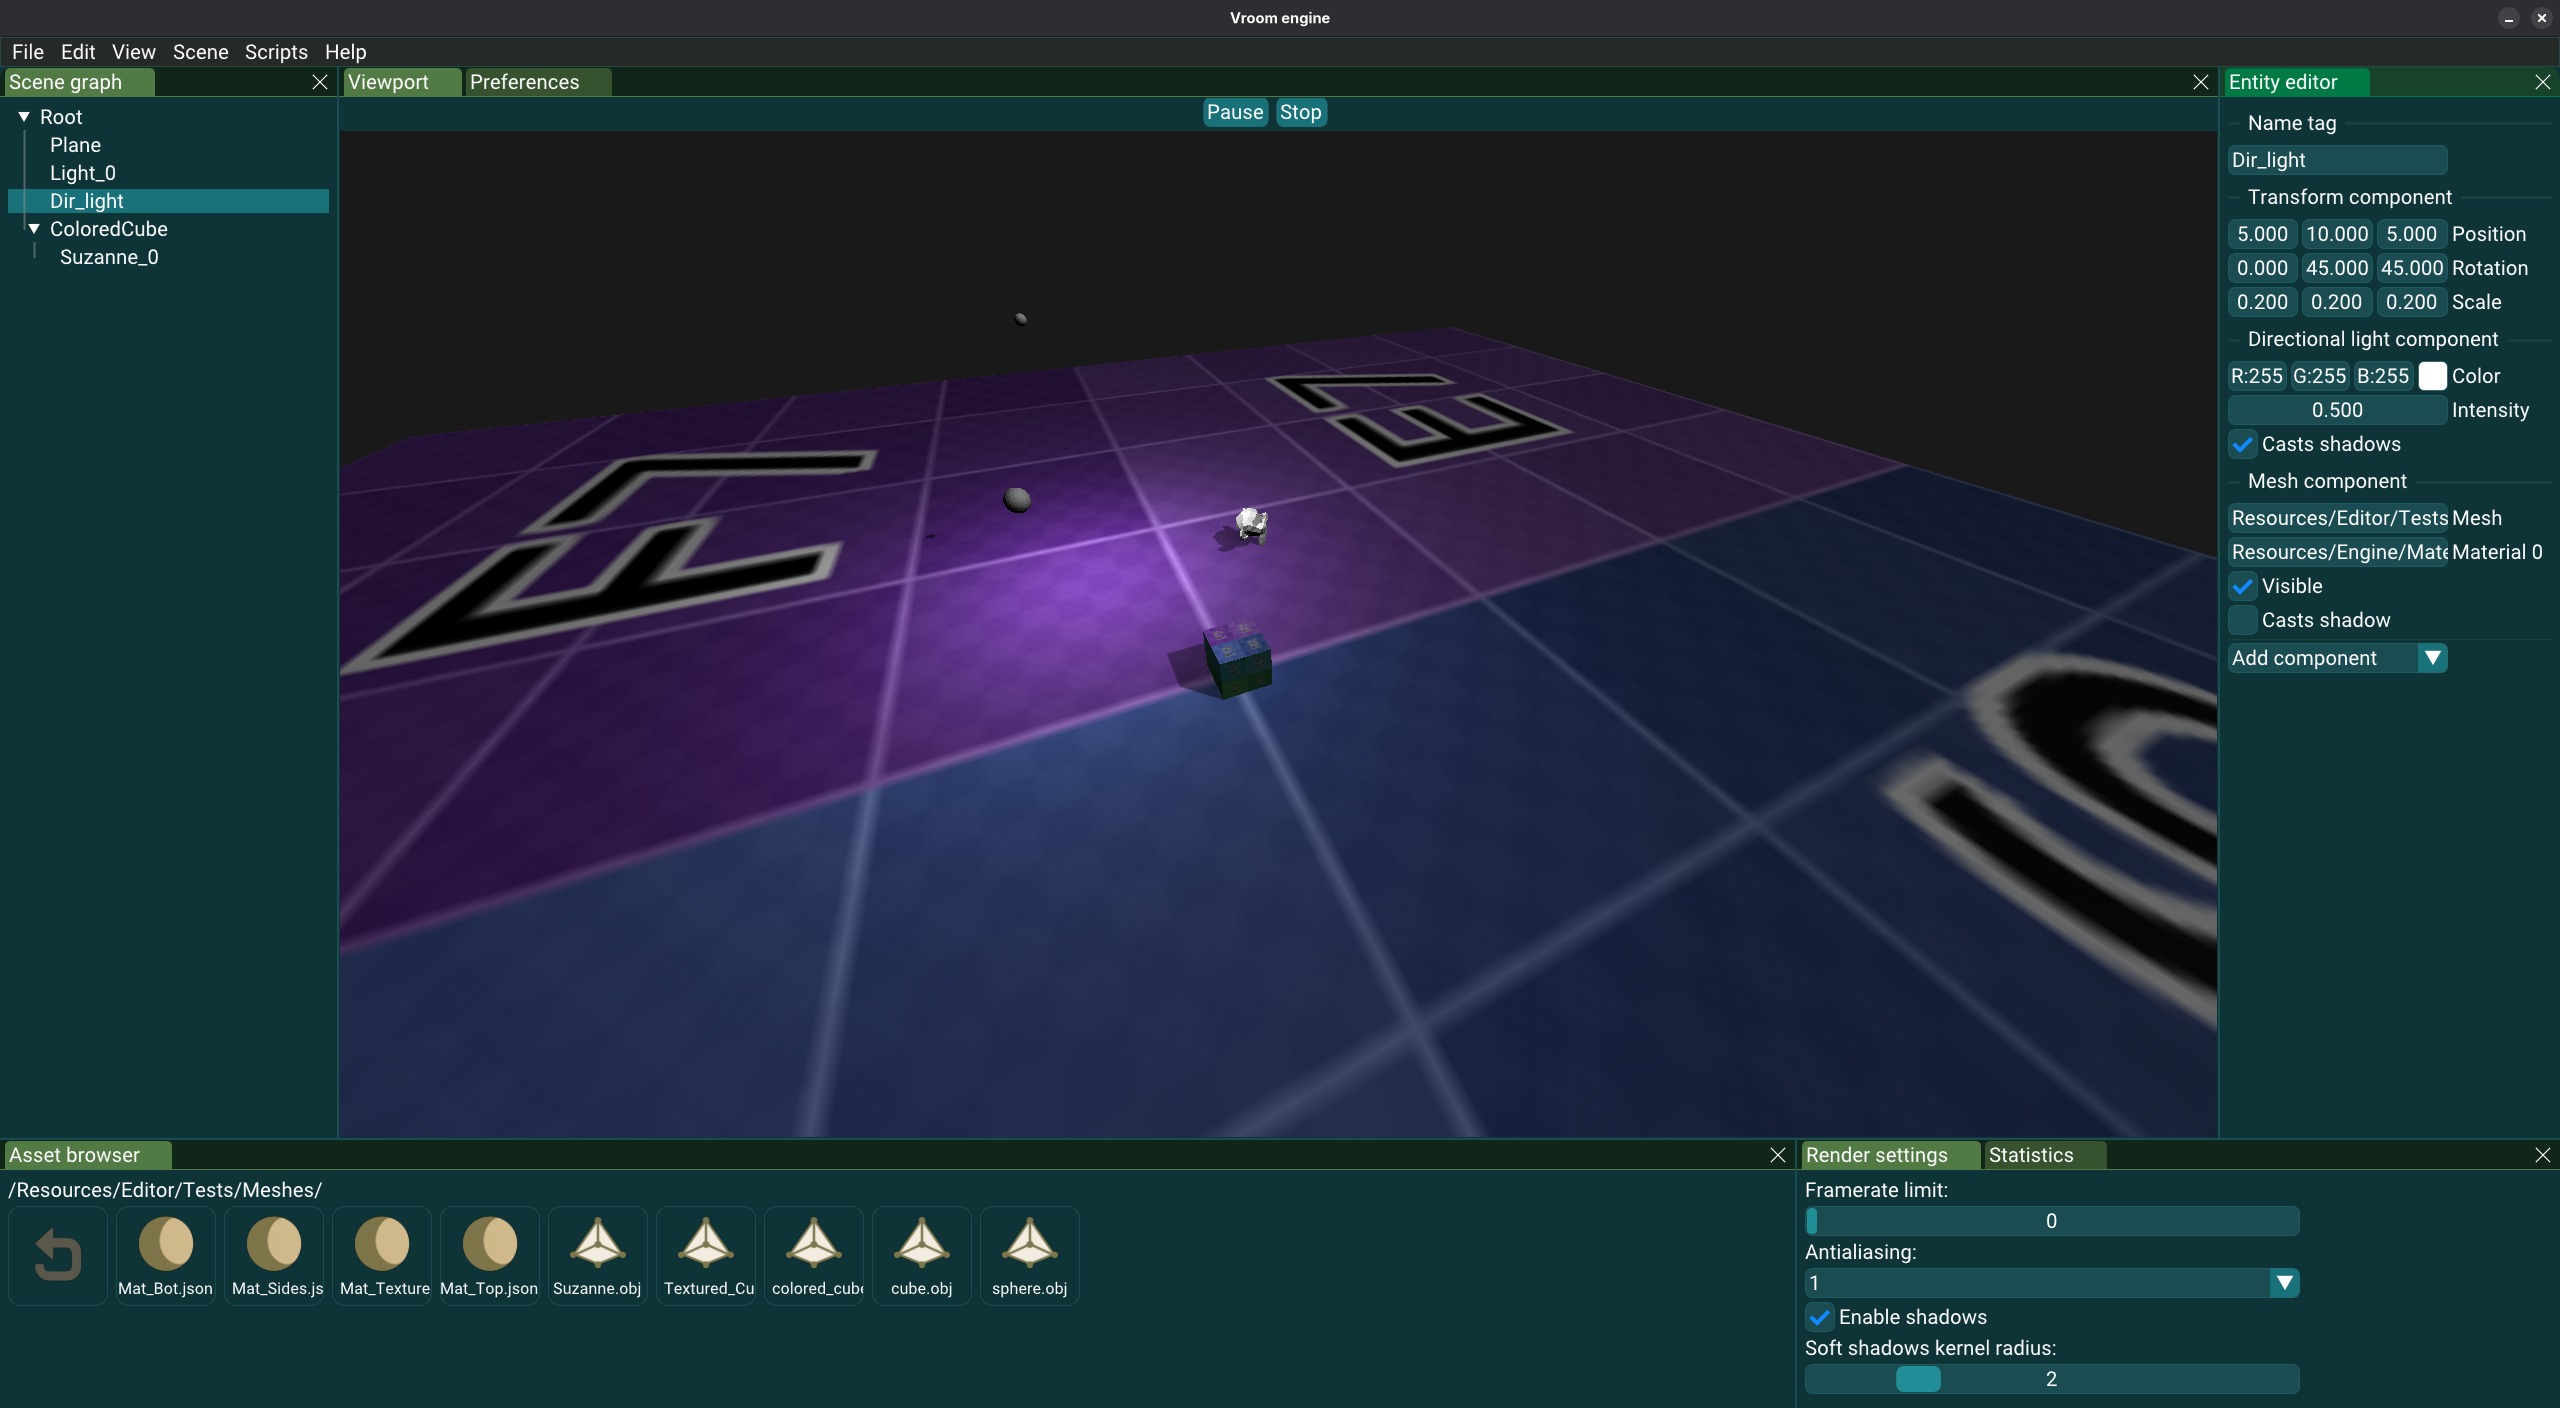 Vroom engine
File Edit View Scene Scripts Help
Scene graph
Root
Plane
Light_0
Dir_light
ColoredCube
Suzanne_0
Viewport Preferences
Pause Stop
Entity editor
Name tag
Dir_light
Transform component
5.000 10.000 5.000 Position
0.000 45.000 45.000 Rotation
0.200 0.200 0.200 Scale
Directional light component
R:255 G:255 B:255 Color
0.500 Intensity
Casts shadows
Mesh component
Resources/Editor/Tests Mesh
Resources/Engine/Mate Material 0
Visible
Casts shadow
Add component
Asset browser
/Resources/Editor/Tests/Meshes/
Mat_Bot.json Mat_Sides.js Mat_Texture Mat_Top.json Suzanne.obj Textured_Cu colored_cube cube.obj sphere.obj
Render settings Statistics
Framerate limit:
0
Antialiasing:
1
Enable shadows
Soft shadows kernel radius:
2